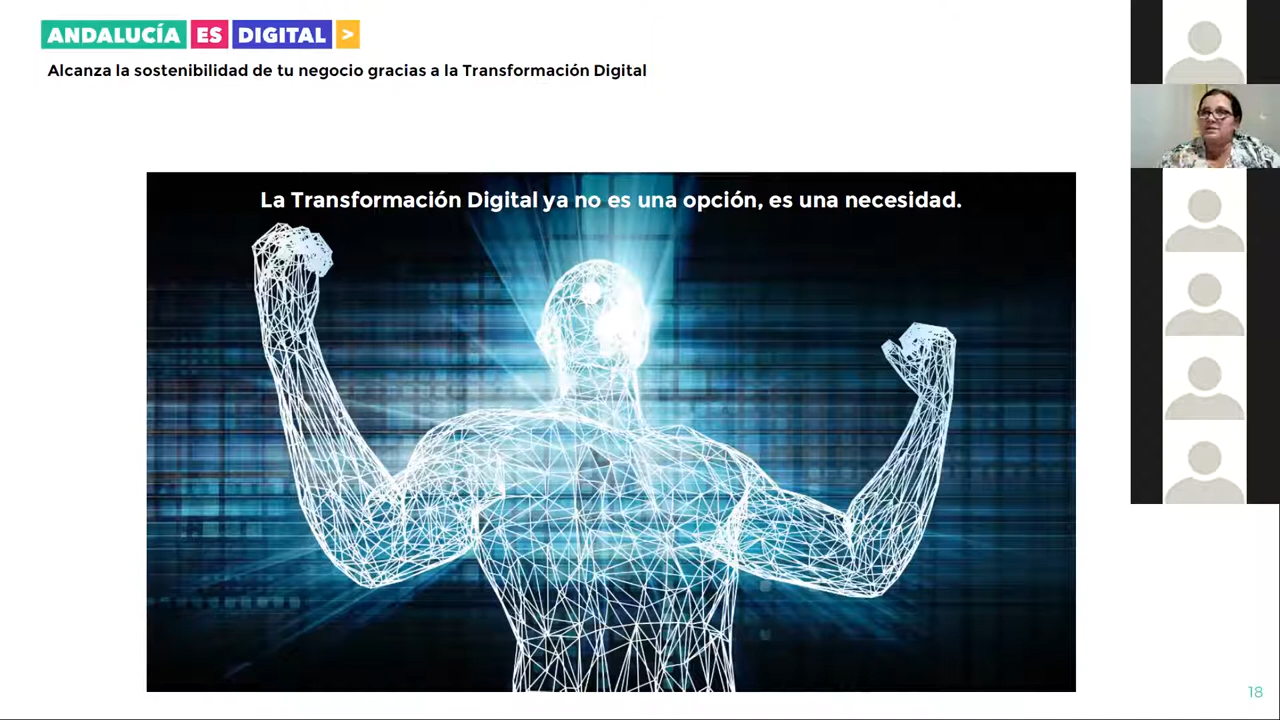 ANDALUCÍA ES DIGITAL >
Alcanza la sostenibilidad de tu negocio gracias a la Transformación Digital
La Transformación Digital ya no es una opción, es una necesidad.
18